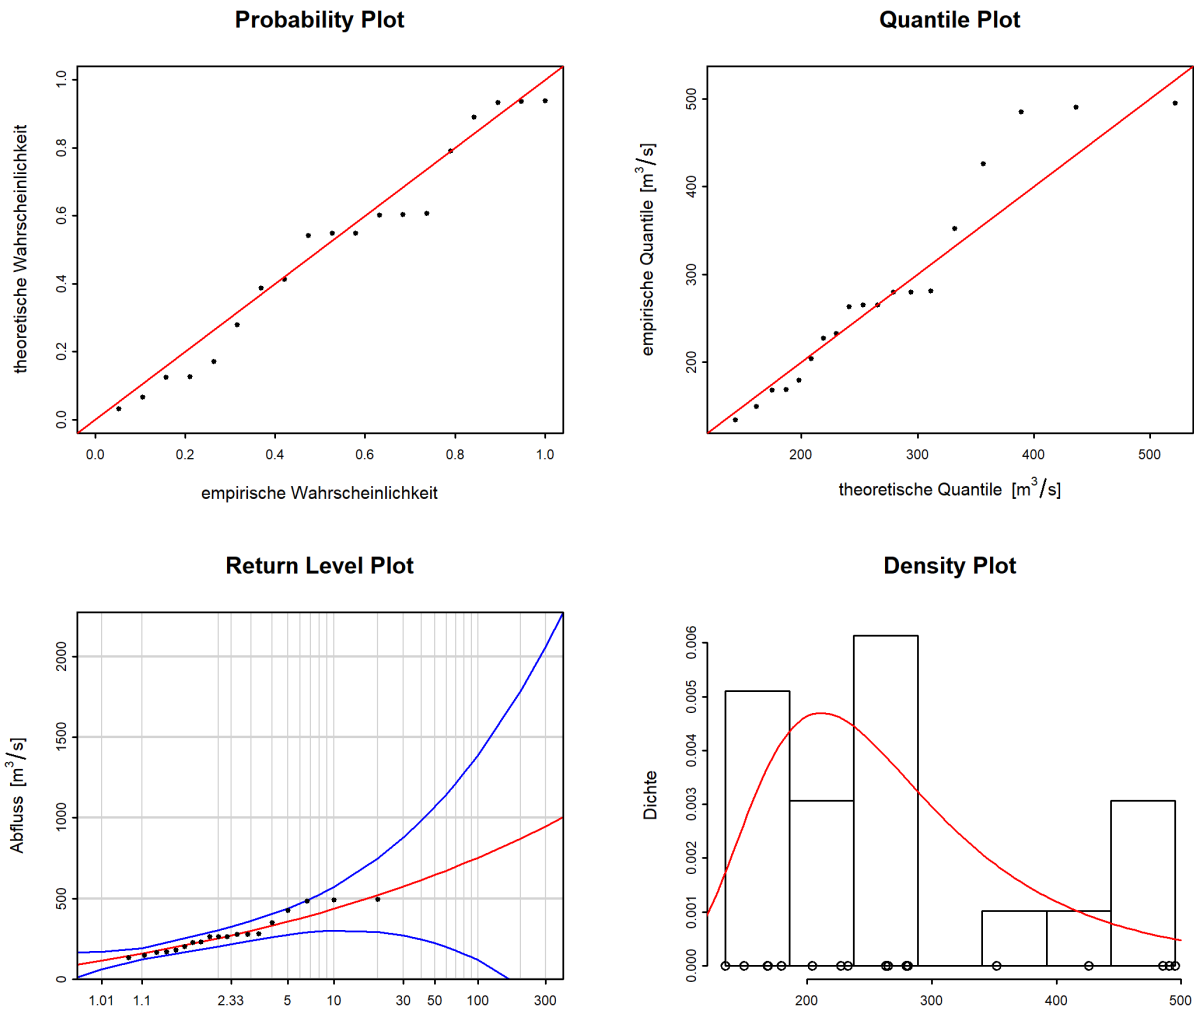 Probability Plot
theoretische Wahrscheinlichkeit
0.0 0.2 0.4 0.6 0.8 1.0
0.0 0.2 0.4 0.6 0.8 1.0
empirische Wahrscheinlichkeit
Quantile Plot
empirische Quantile [m³/s]
200 300 400 500
200 300 400 500
theoretische Quantile [m³/s]
Return Level Plot
Abfluss [m³/s]
0 500 1000 1500 2000
1.01 1.1 2.33 5 10 30 50 100 300
Density Plot
Dichte
0.000 0.001 0.002 0.003 0.004 0.005 0.006
200 300 400 500